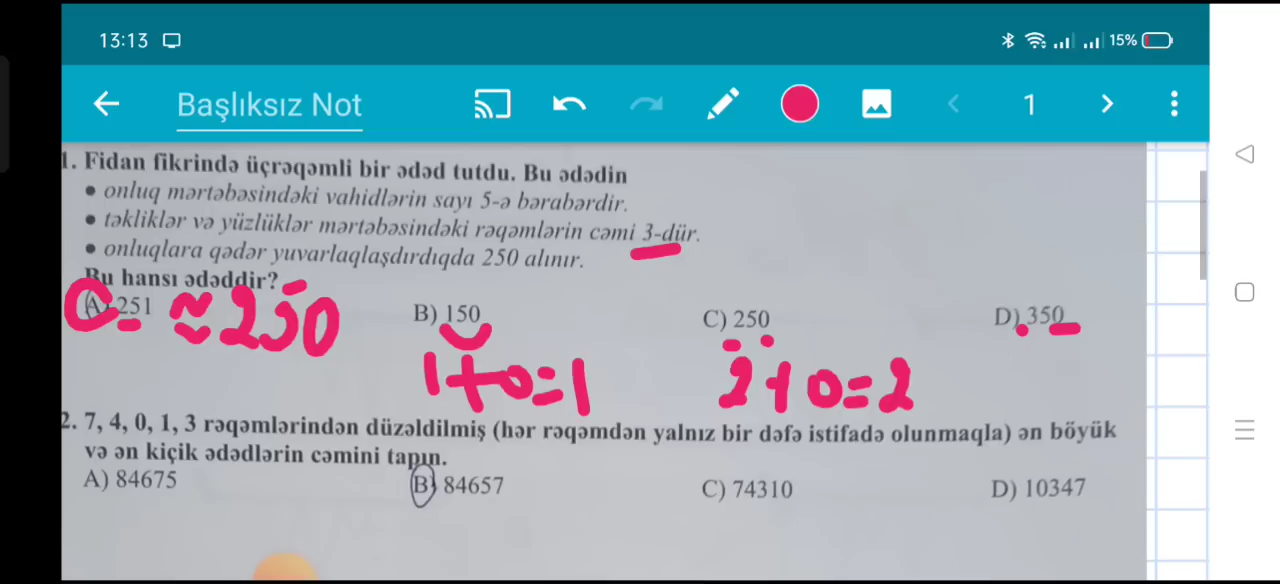 13:13
15%
Başlıksız Not
1
1. Fidan fikrində üçrəqəmli bir ədəd tutdu. Bu ədədin
• onluq mərtəbəsindəki vahidlərin sayı 5-ə bərabərdir.
• təkliklər və yüzlüklər mərtəbəsindəki rəqəmlərin cəmi 3-dür.
• onluqlara qədər yuvarlaqlaşdırdıqda 250 alınır.
Bu hansı ədəddir?
A) 251 ≈250
B) 150
C) 250
D) 350
1+0=1
2+0=2
2. 7, 4, 0, 1, 3 rəqəmlərindən düzəldilmiş (hər rəqəmdən yalnız bir dəfə istifadə olunmaqla) ən böyük
və ən kiçik ədədlərin cəmini tapın.
A) 84675
B) 84657
C) 74310
D) 10347